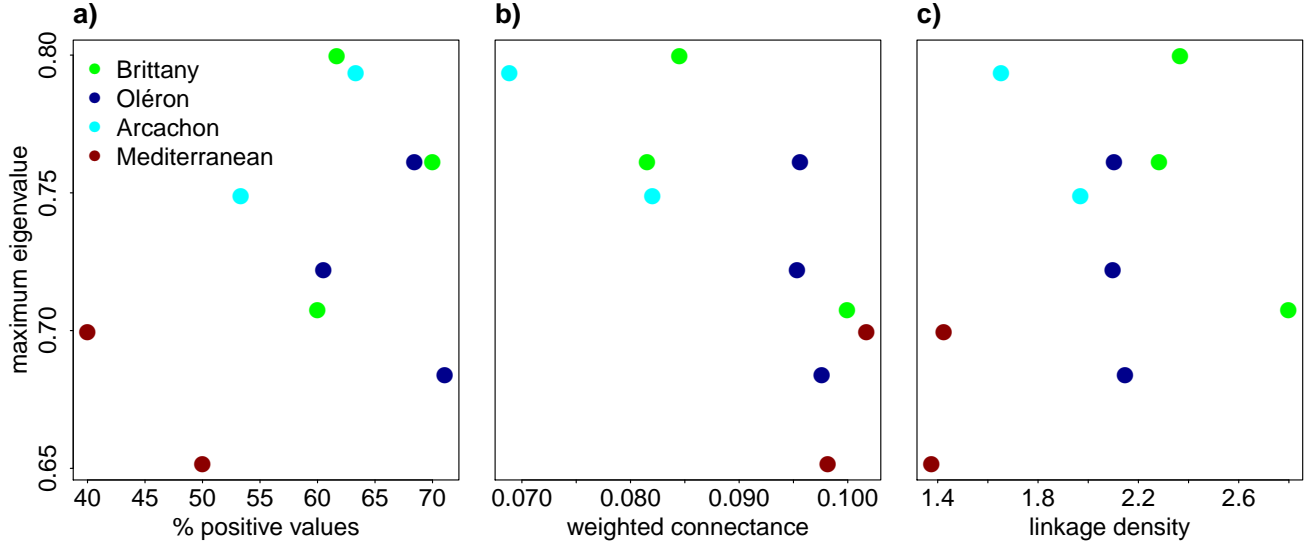 a)
b)
c)
Brittany
Oléron
Arcachon
Mediterranean
maximum eigenvalue
0.80
0.75
0.70
0.65
40 45 50 55 60 65 70
% positive values
0.070 0.080 0.090 0.100
weighted connectance
1.4 1.8 2.2 2.6
linkage density